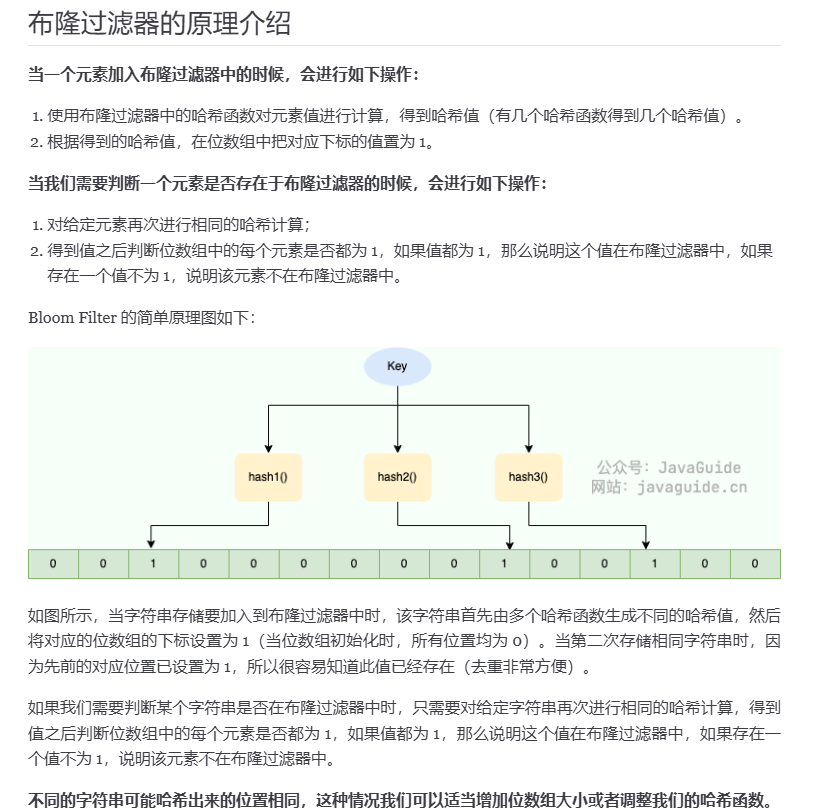 布隆过滤器的原理介绍
当一个元素加入布隆过滤器中的时候，会进行如下操作：
1. 使用布隆过滤器中的哈希函数对元素值进行计算，得到哈希值（有几个哈希函数得到几个哈希值）。
2. 根据得到的哈希值，在位数组中把对应下标的值置为 1。
当我们需要判断一个元素是否存在于布隆过滤器的时候，会进行如下操作：
1. 对给定元素再次进行相同的哈希计算；
2. 得到值之后判断位数组中的每个元素是否都为 1，如果值都为 1，那么说明这个值在布隆过滤器中，如果
存在一个值不为 1，说明该元素不在布隆过滤器中。
Bloom Filter 的简单原理图如下：
Key
hash1() hash2() hash3()
公众号：JavaGuide
网站：javaguide.cn
0 0 1 0 0 0 0 0 0 1 0 0 1 0 0
如图所示，当字符串存储要加入到布隆过滤器中时，该字符串首先由多个哈希函数生成不同的哈希值，然后
将对应的位数组的下标设置为 1（当位数组初始化时，所有位置均为 0）。当第二次存储相同字符串时，因
为先前的对应位置已设置为 1，所以很容易知道此值已经存在（去重非常方便）。
如果我们需要判断某个字符串是否在布隆过滤器中时，只需要对给定字符串再次进行相同的哈希计算，得到
值之后判断位数组中的每个元素是否都为 1，如果值都为 1，那么说明这个值在布隆过滤器中，如果存在一
个值不为 1，说明该元素不在布隆过滤器中。
不同的字符串可能哈希出来的位置相同，这种情况我们可以适当增加位数组大小或者调整我们的哈希函数。